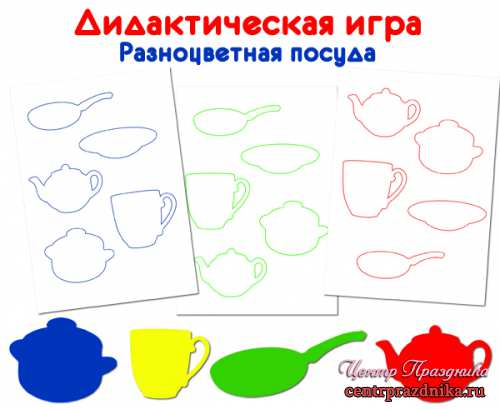 Дидактическая игра
Разноцветная посуда
Центр Праздника
centrprazdnika.ru